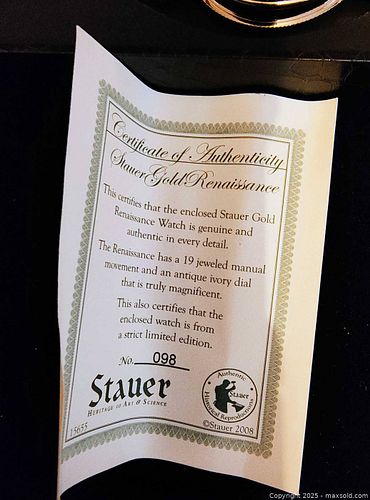 Certificate of Authenticity
Stauer Gold Renaissance
This certifies that the enclosed Stauer Gold
Renaissance Watch is genuine and
authentic in every detail.
The Renaissance has a 19 jeweled manual
movement and an antique ivory dial
that is truly magnificent.
This also certifies that the
enclosed watch is from
a strict limited edition.
No. 098
Stauer
HERITAGE OF ART & SCIENCE
Authentic
Stauer
Historical Reproductions
15655
©Stauer 2008
Copyright © 2025 - maxsold.com